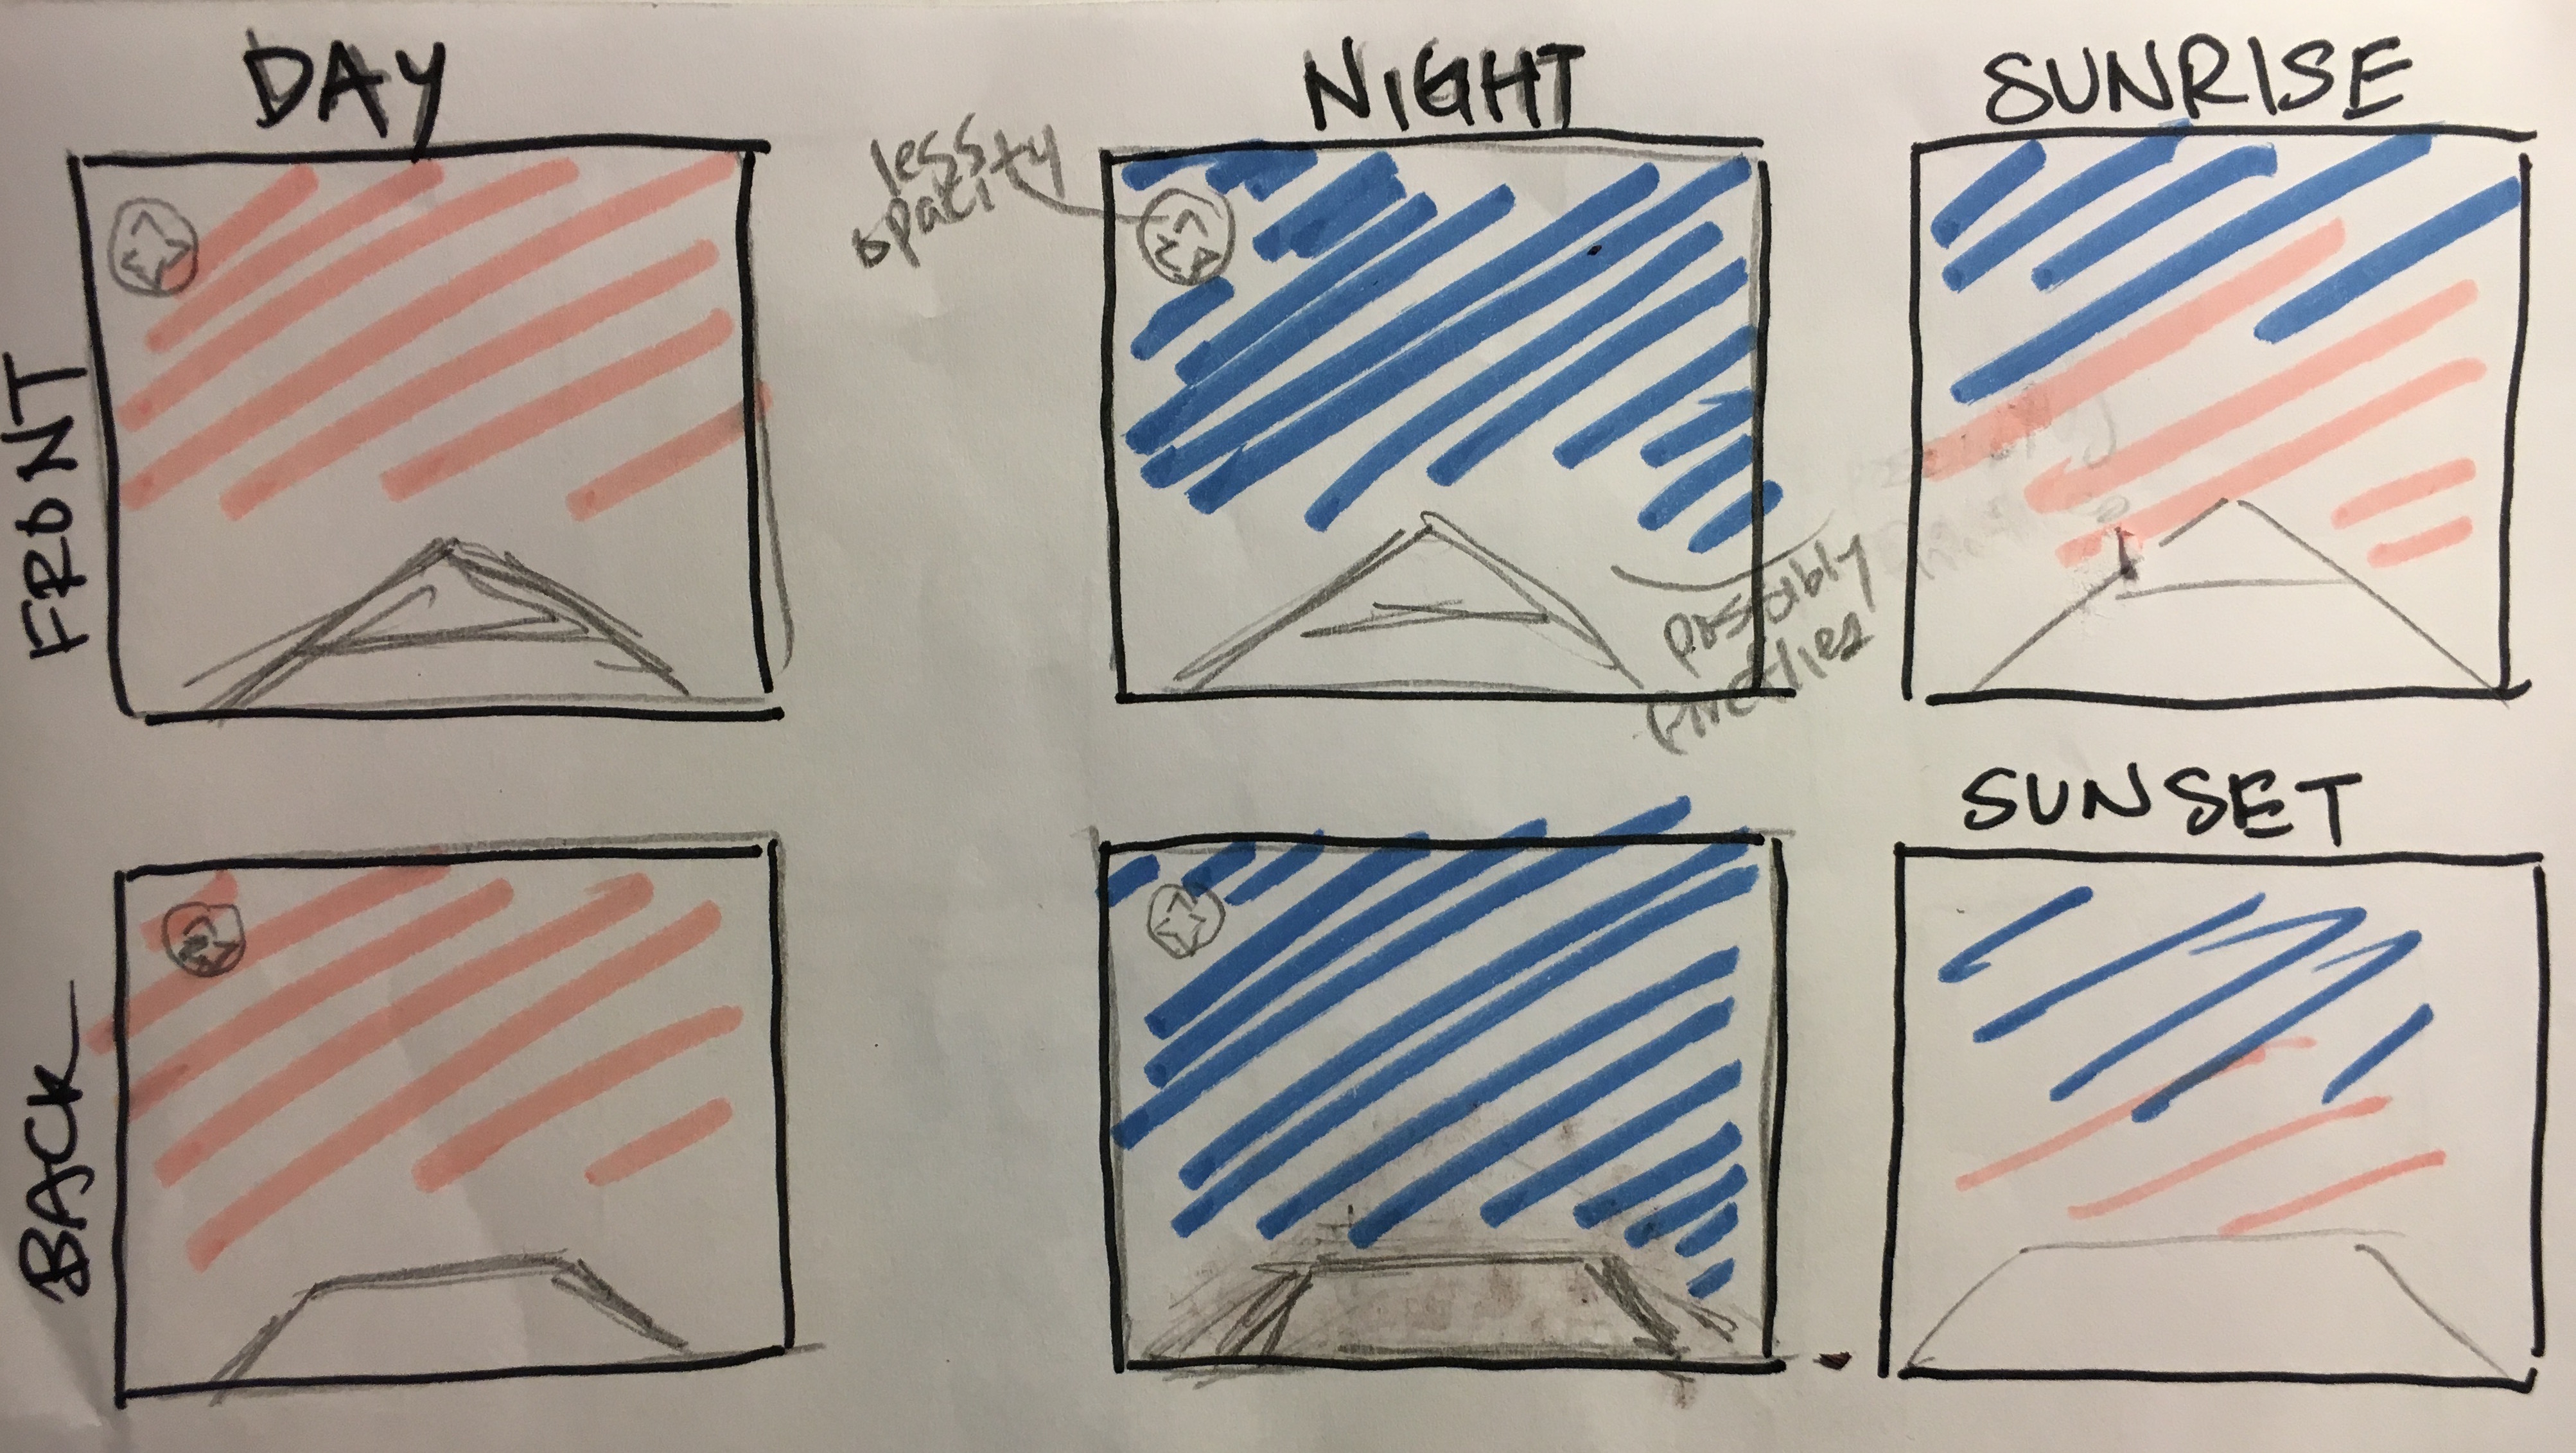 DAY
NIGHT
SUNRISE
less
opacity
FRONT
possibly
fireflies
SUNSET
BACK